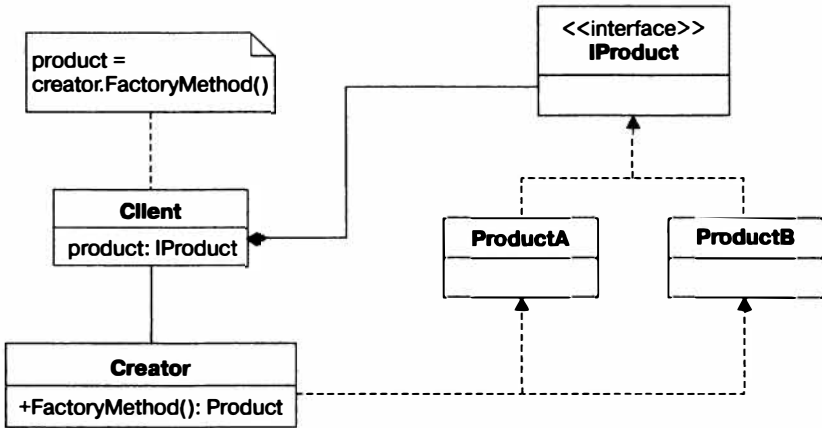 product =
creator.FactoryMethod()
<<interface>>
IProduct
Client
product: IProduct
ProductA
ProductB
Creator
+FactoryMethod(): Product